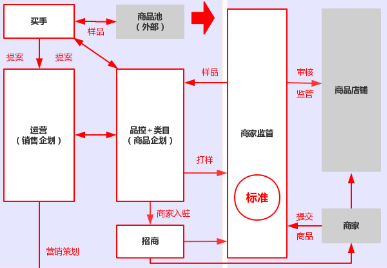 买手
商品池
（外部）
样品
提案
提案
样品
审核
监管
商品店铺
运营
（销售企划）
品控+类目
（商品企划）
商家监管
打样
标准
商家入驻
提交
商品
商家
招商
营销策划